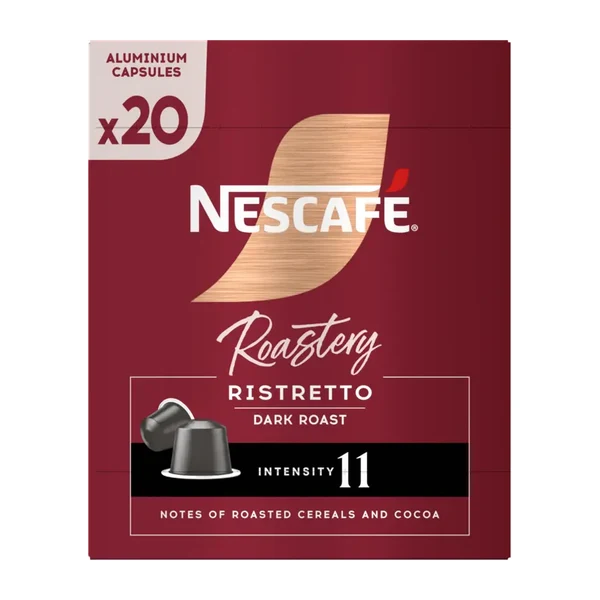 ALUMINIUM
CAPSULES
x20
NESCAFÉ®
Roastery
RISTRETTO
DARK ROAST
INTENSITY 11
NOTES OF ROASTED CEREALS AND COCOA